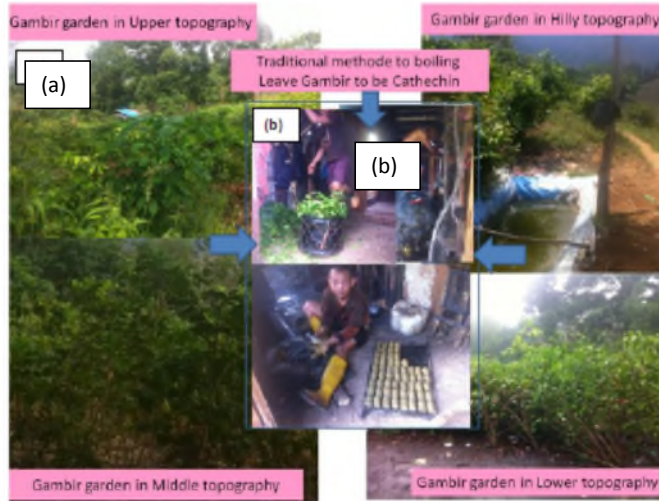 Gambir garden in Upper topography
Gambir garden in Hilly topography
Traditional methode to boiling
Leave Gambir to be Cathechin
(a)
(b)
(b)
Gambir garden in Middle topography
Gambir garden in Lower topography